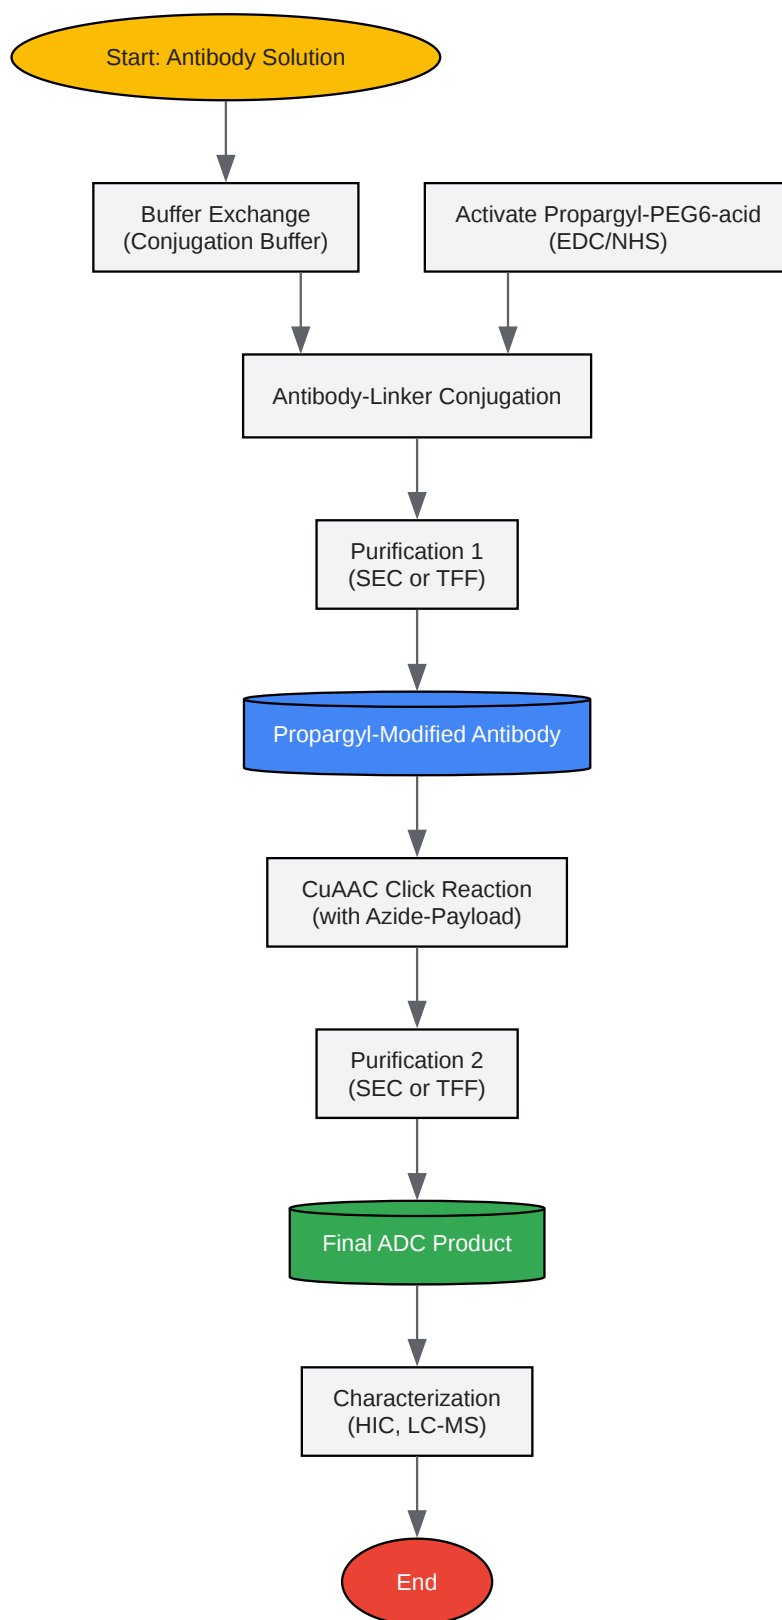 Start: Antibody Solution
Buffer Exchange
(Conjugation Buffer)
Activate Propargyl-PEG6-acid
(EDC/NHS)
Antibody-Linker Conjugation
Purification 1
(SEC or TFF)
Propargyl-Modified Antibody
CuAAC Click Reaction
(with Azide-Payload)
Purification 2
(SEC or TFF)
Final ADC Product
Characterization
(HIC, LC-MS)
End